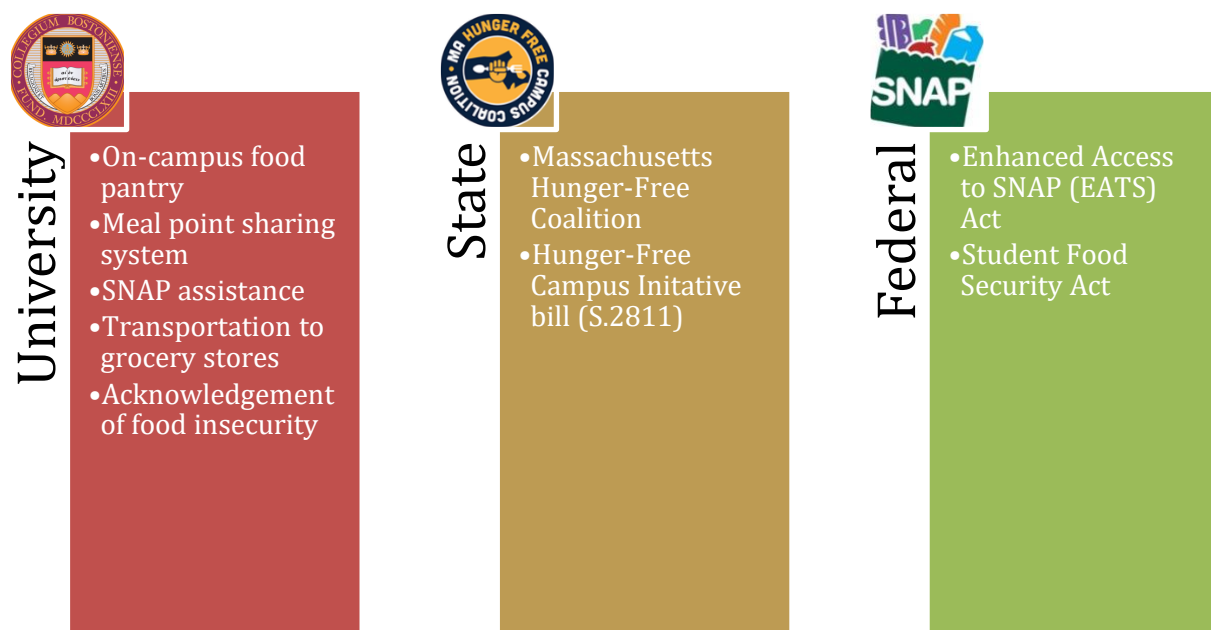 COLLEGIUM BOSTONIENSE
FUND. MDCCCLXIII
MA HUNGER FREE
CAMPUS COALITION
SNAP
University
•On-campus food
pantry
•Meal point sharing
system
•SNAP assistance
•Transportation to
grocery stores
•Acknowledgement
of food insecurity
State
•Massachusetts
Hunger-Free
Coalition
•Hunger-Free
Campus Initative
bill (S.2811)
Federal
•Enhanced Access
to SNAP (EATS)
Act
•Student Food
Security Act